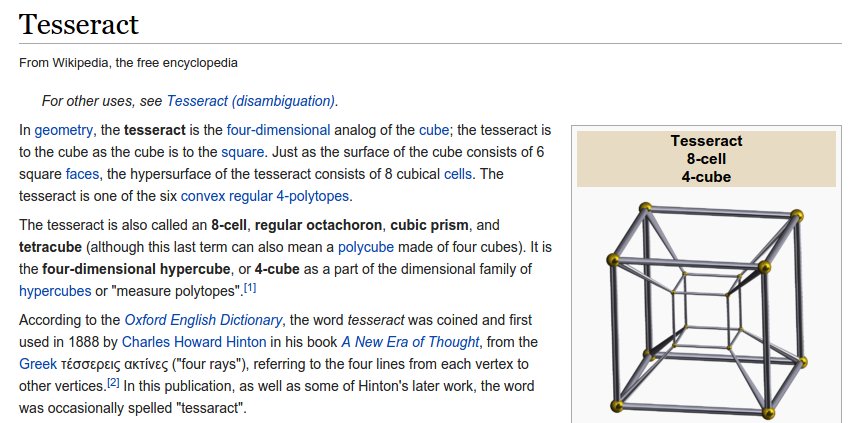 Tesseract
From Wikipedia, the free encyclopedia
For other uses, see Tesseract (disambiguation).
In geometry, the tesseract is the four-dimensional analog of the cube; the tesseract is
to the cube as the cube is to the square. Just as the surface of the cube consists of 6
square faces, the hypersurface of the tesseract consists of 8 cubical cells. The
tesseract is one of the six convex regular 4-polytopes.
The tesseract is also called an 8-cell, regular octachoron, cubic prism, and
tetracube (although this last term can also mean a polycube made of four cubes). It is
the four-dimensional hypercube, or 4-cube as a part of the dimensional family of
hypercubes or "measure polytopes".[1]
According to the Oxford English Dictionary, the word tesseract was coined and first
used in 1888 by Charles Howard Hinton in his book A New Era of Thought, from the
Greek τέσσερεις ακτίνες ("four rays"), referring to the four lines from each vertex to
other vertices.[2] In this publication, as well as some of Hinton's later work, the word
was occasionally spelled "tessaract".
Tesseract
8-cell
4-cube